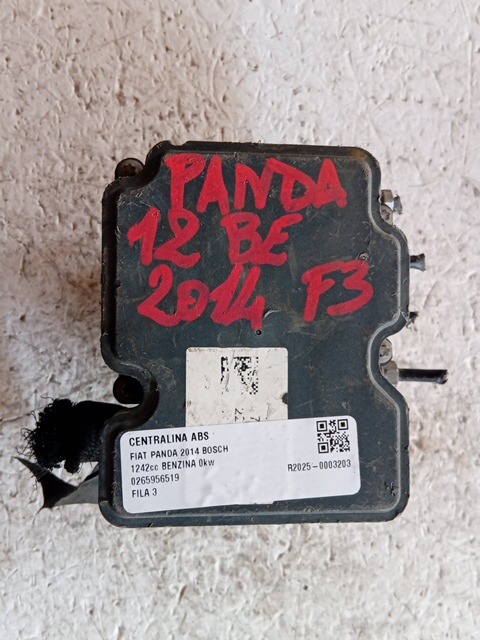 PANDA
12 BE
2014 F3
CENTRALINA ABS
FIAT PANDA 2014 BOSCH
1242cc BENZINA 0kw
0265956519
FILA 3
R2025-0003203